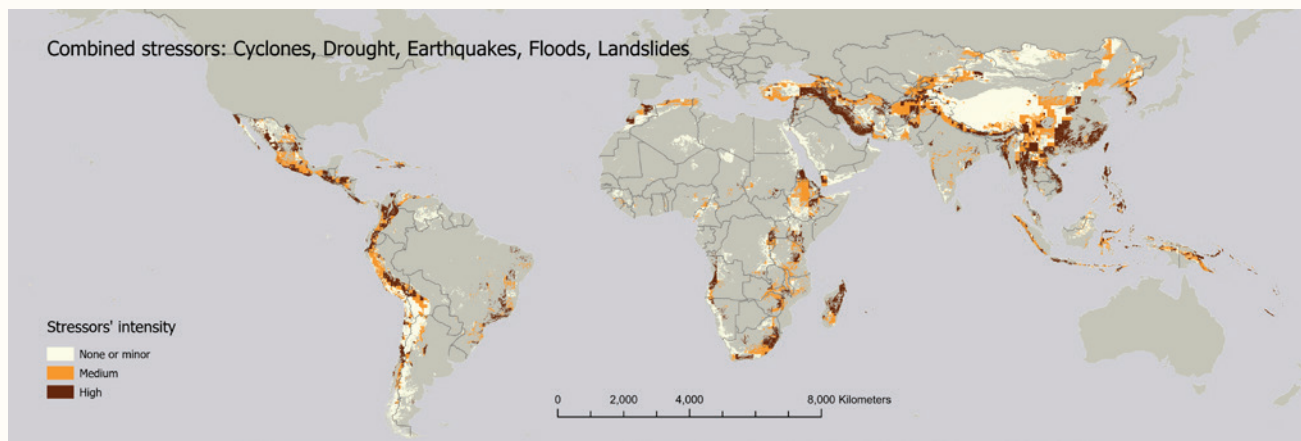 Combined stressors: Cyclones, Drought, Earthquakes, Floods, Landslides
Stressors' intensity
None or minor
Medium
High
0 2,000 4,000 8,000 Kilometers